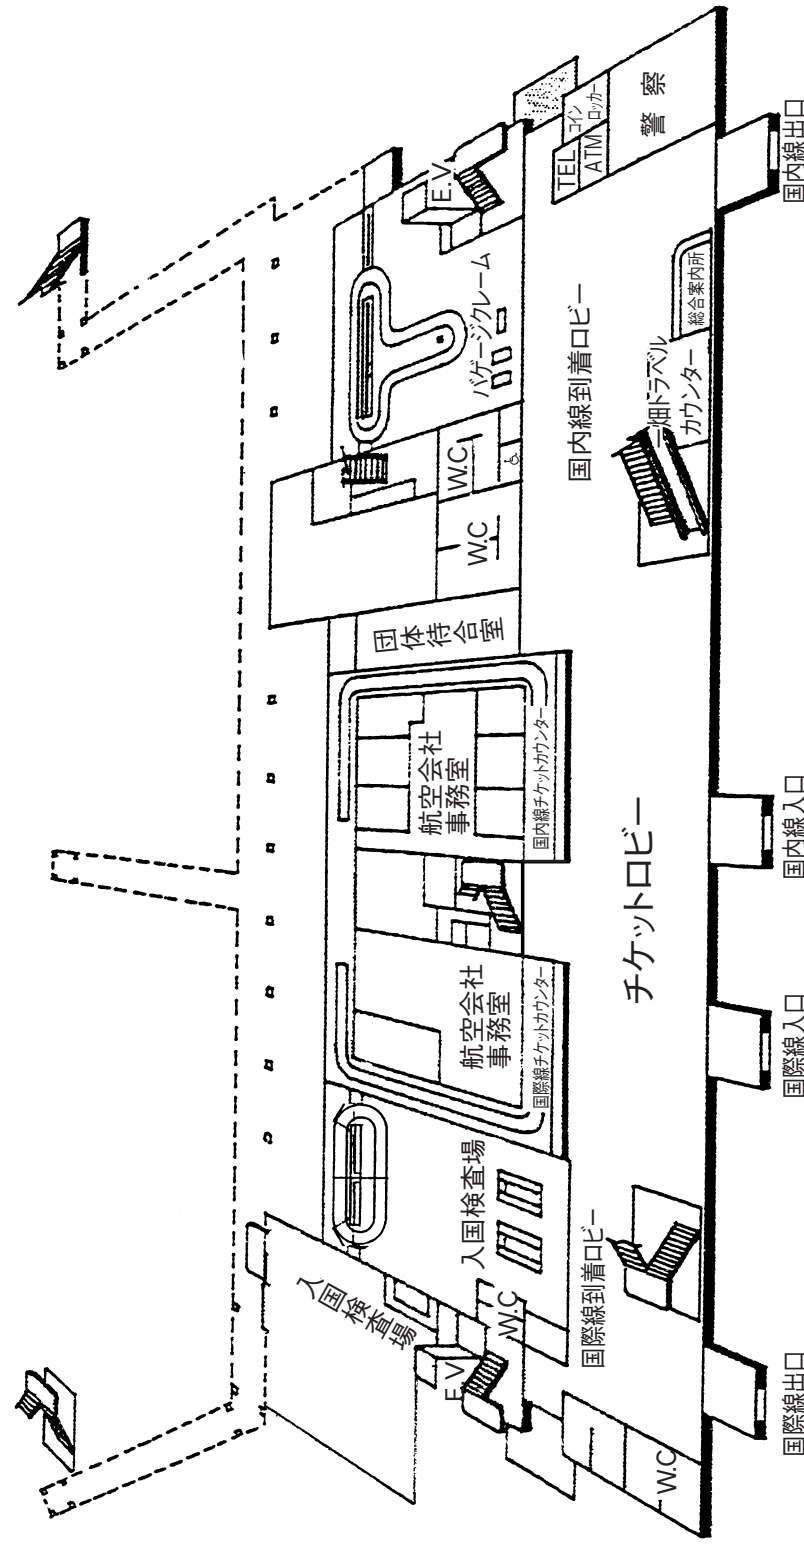 入国検査場
E.V
W.C
W.C
入国検査場
国際線到着ロビー
国際線出口
航空会社
事務室
国際線チケットカウンター
国際線入口
チケットロビー
航空会社
事務室
国内線チケットカウンター
国内線入口
団体
待合室
W.C
W.C
バゲージクレーム
国内線到着ロビー
一畑トラベル
カウンター
総合案内所
E.V
TEL
ATM
コイン
ロッカー
警察
国内線出口